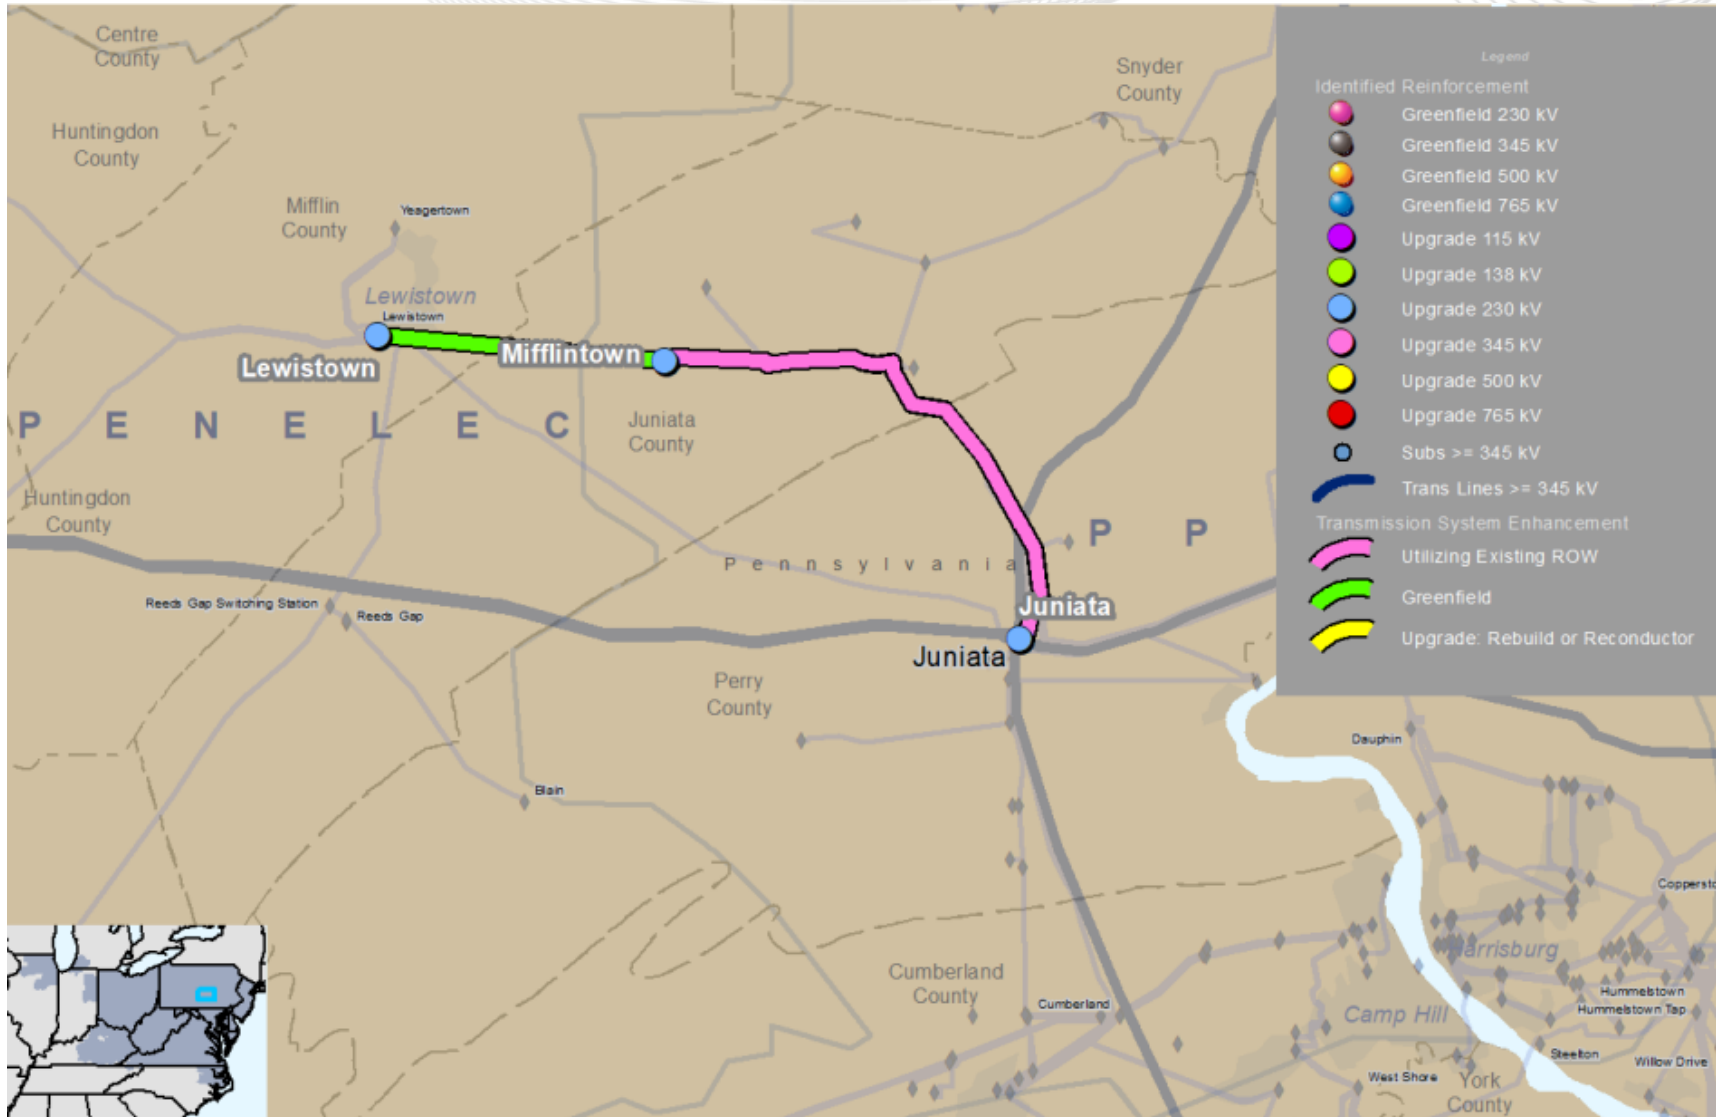 Centre
County
Snyder
County
Huntingdon
County
Mifflin
County
Yeagertown
Lewistown
Lewistown
Lewistown
Mifflintown
PENELEC
Juniata
County
Huntingdon
County
PP
Pennsylvania
Reeds Gap Switching Station
Reeds Gap
Juniata
Juniata
Perry
County
Blain
Dauphin
Cumberland
County
Cumberland
Harrisburg
Camp Hill
Hummelstown
Hummelstown Tap
Steelton
Willow Drive
West Shore
York
County
Legend
Identified Reinforcement
Greenfield 230 kV
Greenfield 345 kV
Greenfield 500 kV
Greenfield 765 kV
Upgrade 115 kV
Upgrade 138 kV
Upgrade 230 kV
Upgrade 345 kV
Upgrade 500 kV
Upgrade 765 kV
Subs >= 345 kV
Trans Lines >= 345 kV
Transmission System Enhancement
Utilizing Existing ROW
Greenfield
Upgrade: Rebuild or Reconductor